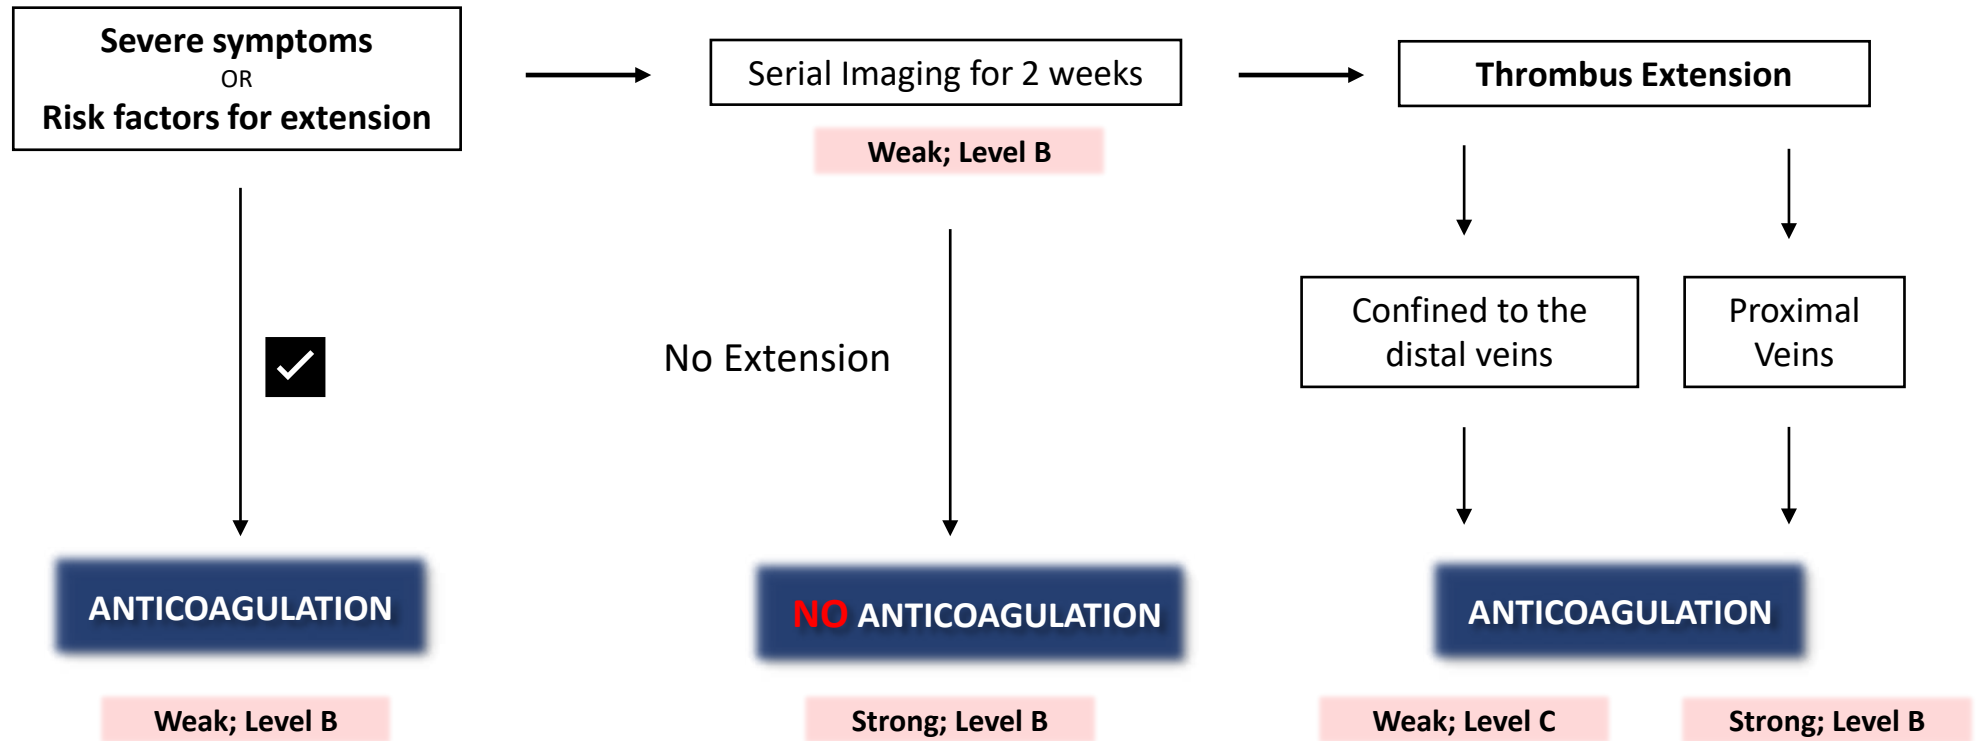 Severe symptoms
OR
Risk factors for extension
Serial Imaging for 2 weeks
Weak; Level B
Thrombus Extension
No Extension
Confined to the
distal veins
Proximal
Veins
ANTICOAGULATION
Weak; Level B
NO ANTICOAGULATION
Strong; Level B
ANTICOAGULATION
Weak; Level C
Strong; Level B